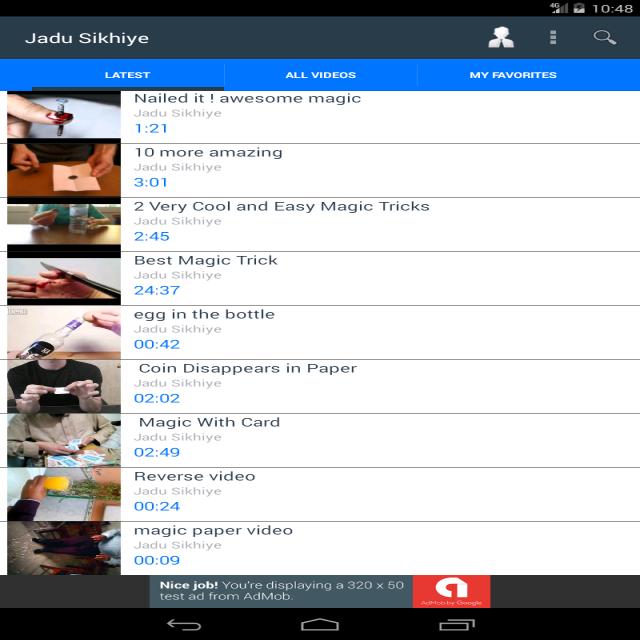 4G 10:48
Jadu Sikhiye
LATEST ALL VIDEOS MY FAVORITES
Nailed it ! awesome magic
Jadu Sikhiye
1:21
10 more amazing
Jadu Sikhiye
3:01
2 Very Cool and Easy Magic Tricks
Jadu Sikhiye
2:45
Best Magic Trick
Jadu Sikhiye
24:37
egg in the bottle
Jadu Sikhiye
00:42
Coin Disappears in Paper
Jadu Sikhiye
02:02
Magic With Card
Jadu Sikhiye
02:49
Reverse video
Jadu Sikhiye
00:24
magic paper video
Jadu Sikhiye
00:09
Nice job! You're displaying a 320 x 50
test ad from AdMob.
AdMob by Google